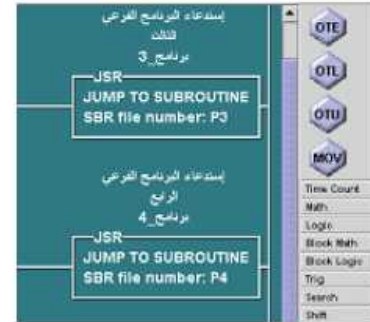 إستدعاء البرنامج الفرعي
الثالث
برنامج_3
JSR
JUMP TO SUBROUTINE
SBR file number: P3
إستدعاء البرنامج الفرعي
الرابع
برنامج_4
JSR
JUMP TO SUBROUTINE
SBR file number: P4
OTE
OTL
OTU
MOV
Time Count
Math
Logic
Block Math
Block Logic
Trig
Search
Shift